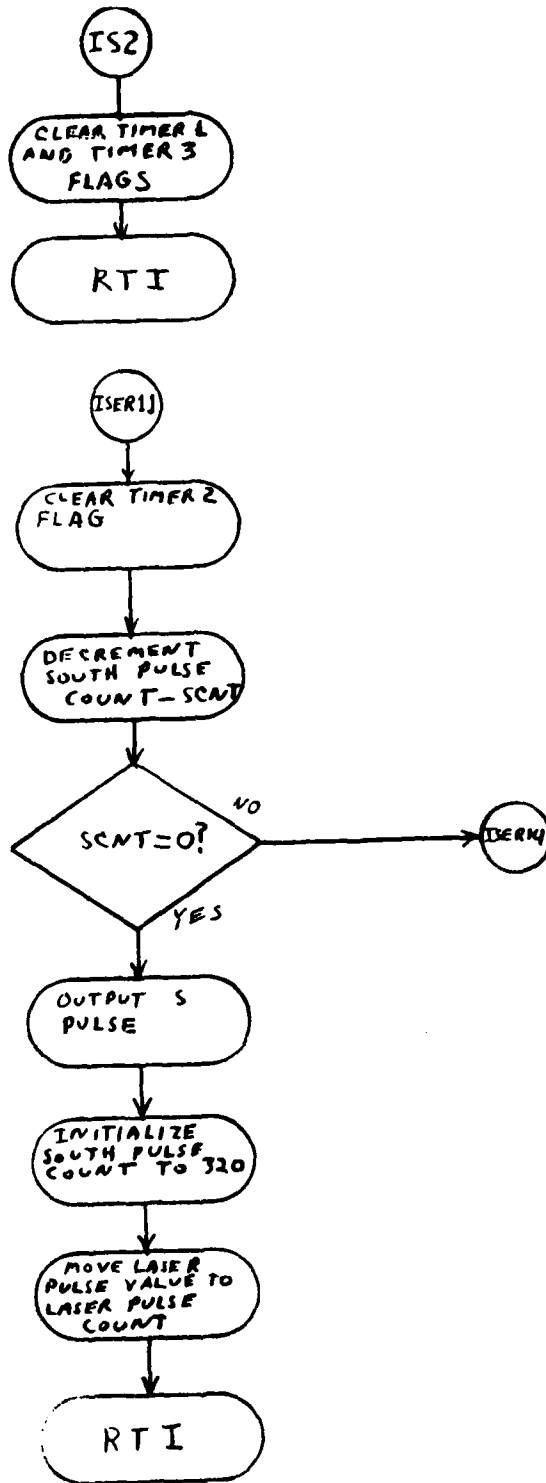 IS2
CLEAR TIMER 1
AND TIMER 3
FLAGS
RTI
ISER11
CLEAR TIMER 2
FLAG
DECREMENT
SOUTH PULSE
COUNT-SCNT
SCNT=0?
NO
ISER14
YES
OUTPUT S
PULSE
INITIALIZE
SOUTH PULSE
COUNT TO 320
MOVE LASER
PULSE VALUE TO
LASER PULSE
COUNT
RTI